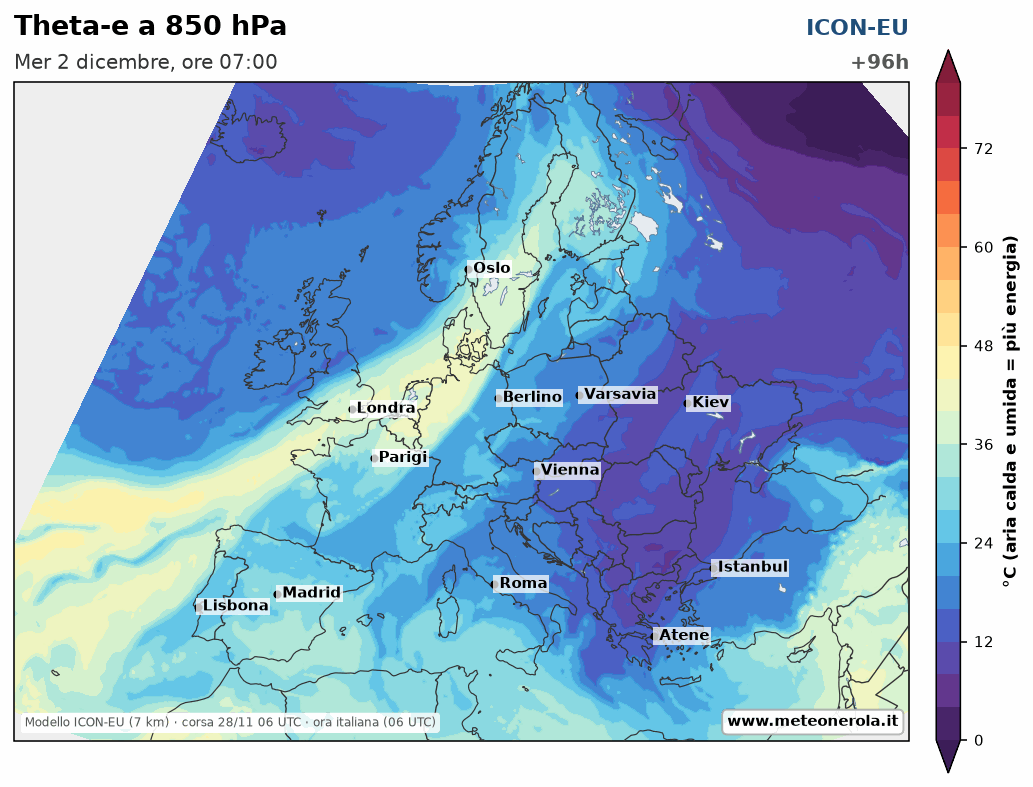 Theta-e a 850 hPa
ICON-EU
Mer 2 dicembre, ore 07:00
+96h
72
60
48
36
24
12
0
°C (aria calda e umida = più energia)
Oslo
Londra
Berlino
Varsavia
Kiev
Parigi
Vienna
Istanbul
Roma
Madrid
Lisbona
Atene
Modello ICON-EU (7 km) · corsa 28/11 06 UTC · ora italiana (06 UTC)
www.meteonerola.it